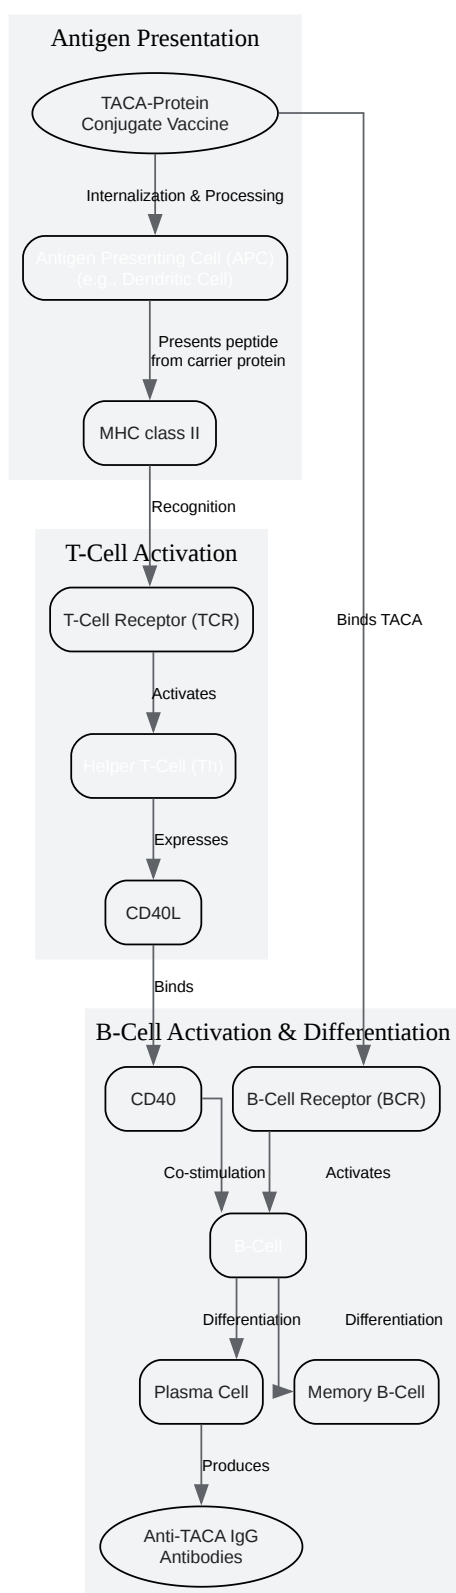 Antigen Presentation
TACA-Protein
Conjugate Vaccine
Internalization & Processing
Antigen Presenting Cell (APC)
(e.g., Dendritic Cell)
Presents peptide
from carrier protein
MHC class II
Recognition
T-Cell Activation
T-Cell Receptor (TCR)
Binds TACA
Activates
Helper T-Cell (Th)
Expresses
CD40L
Binds
B-Cell Activation & Differentiation
CD40
B-Cell Receptor (BCR)
Co-stimulation
Activates
B-Cell
Differentiation
Differentiation
Plasma Cell
Memory B-Cell
Produces
Anti-TACA IgG
Antibodies